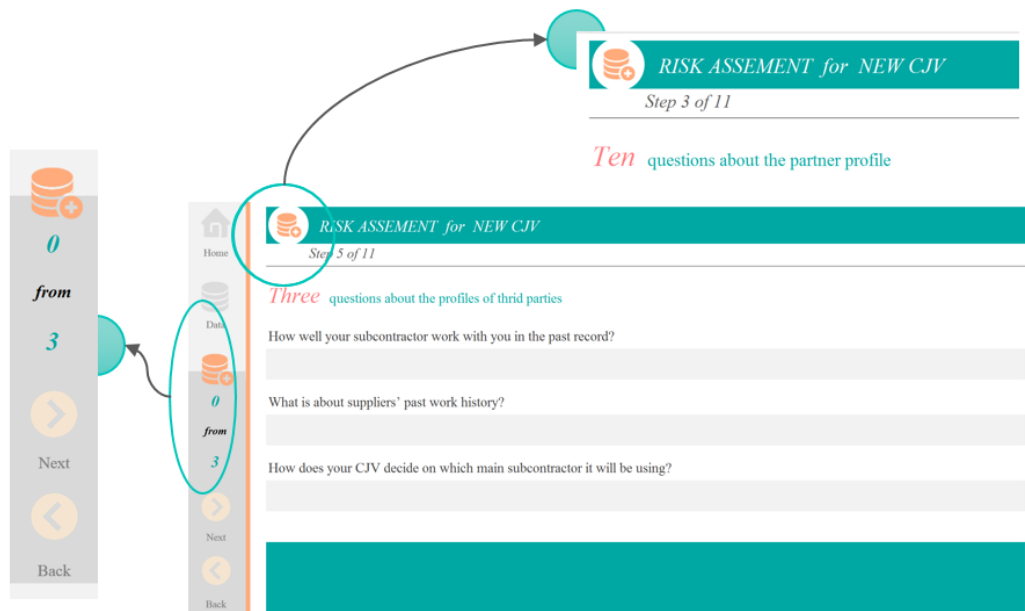 RISK ASSEMENT for NEW CJV
Step 3 of 11
Ten questions about the partner profile
0
from
3
Next
Back
Home
Data
0
from
3
Next
Back
RISK ASSEMENT for NEW CJV
Step 5 of 11
Three questions about the profiles of thrid parties
How well your subcontractor work with you in the past record?
What is about suppliers’ past work history?
How does your CJV decide on which main subcontractor it will be using?